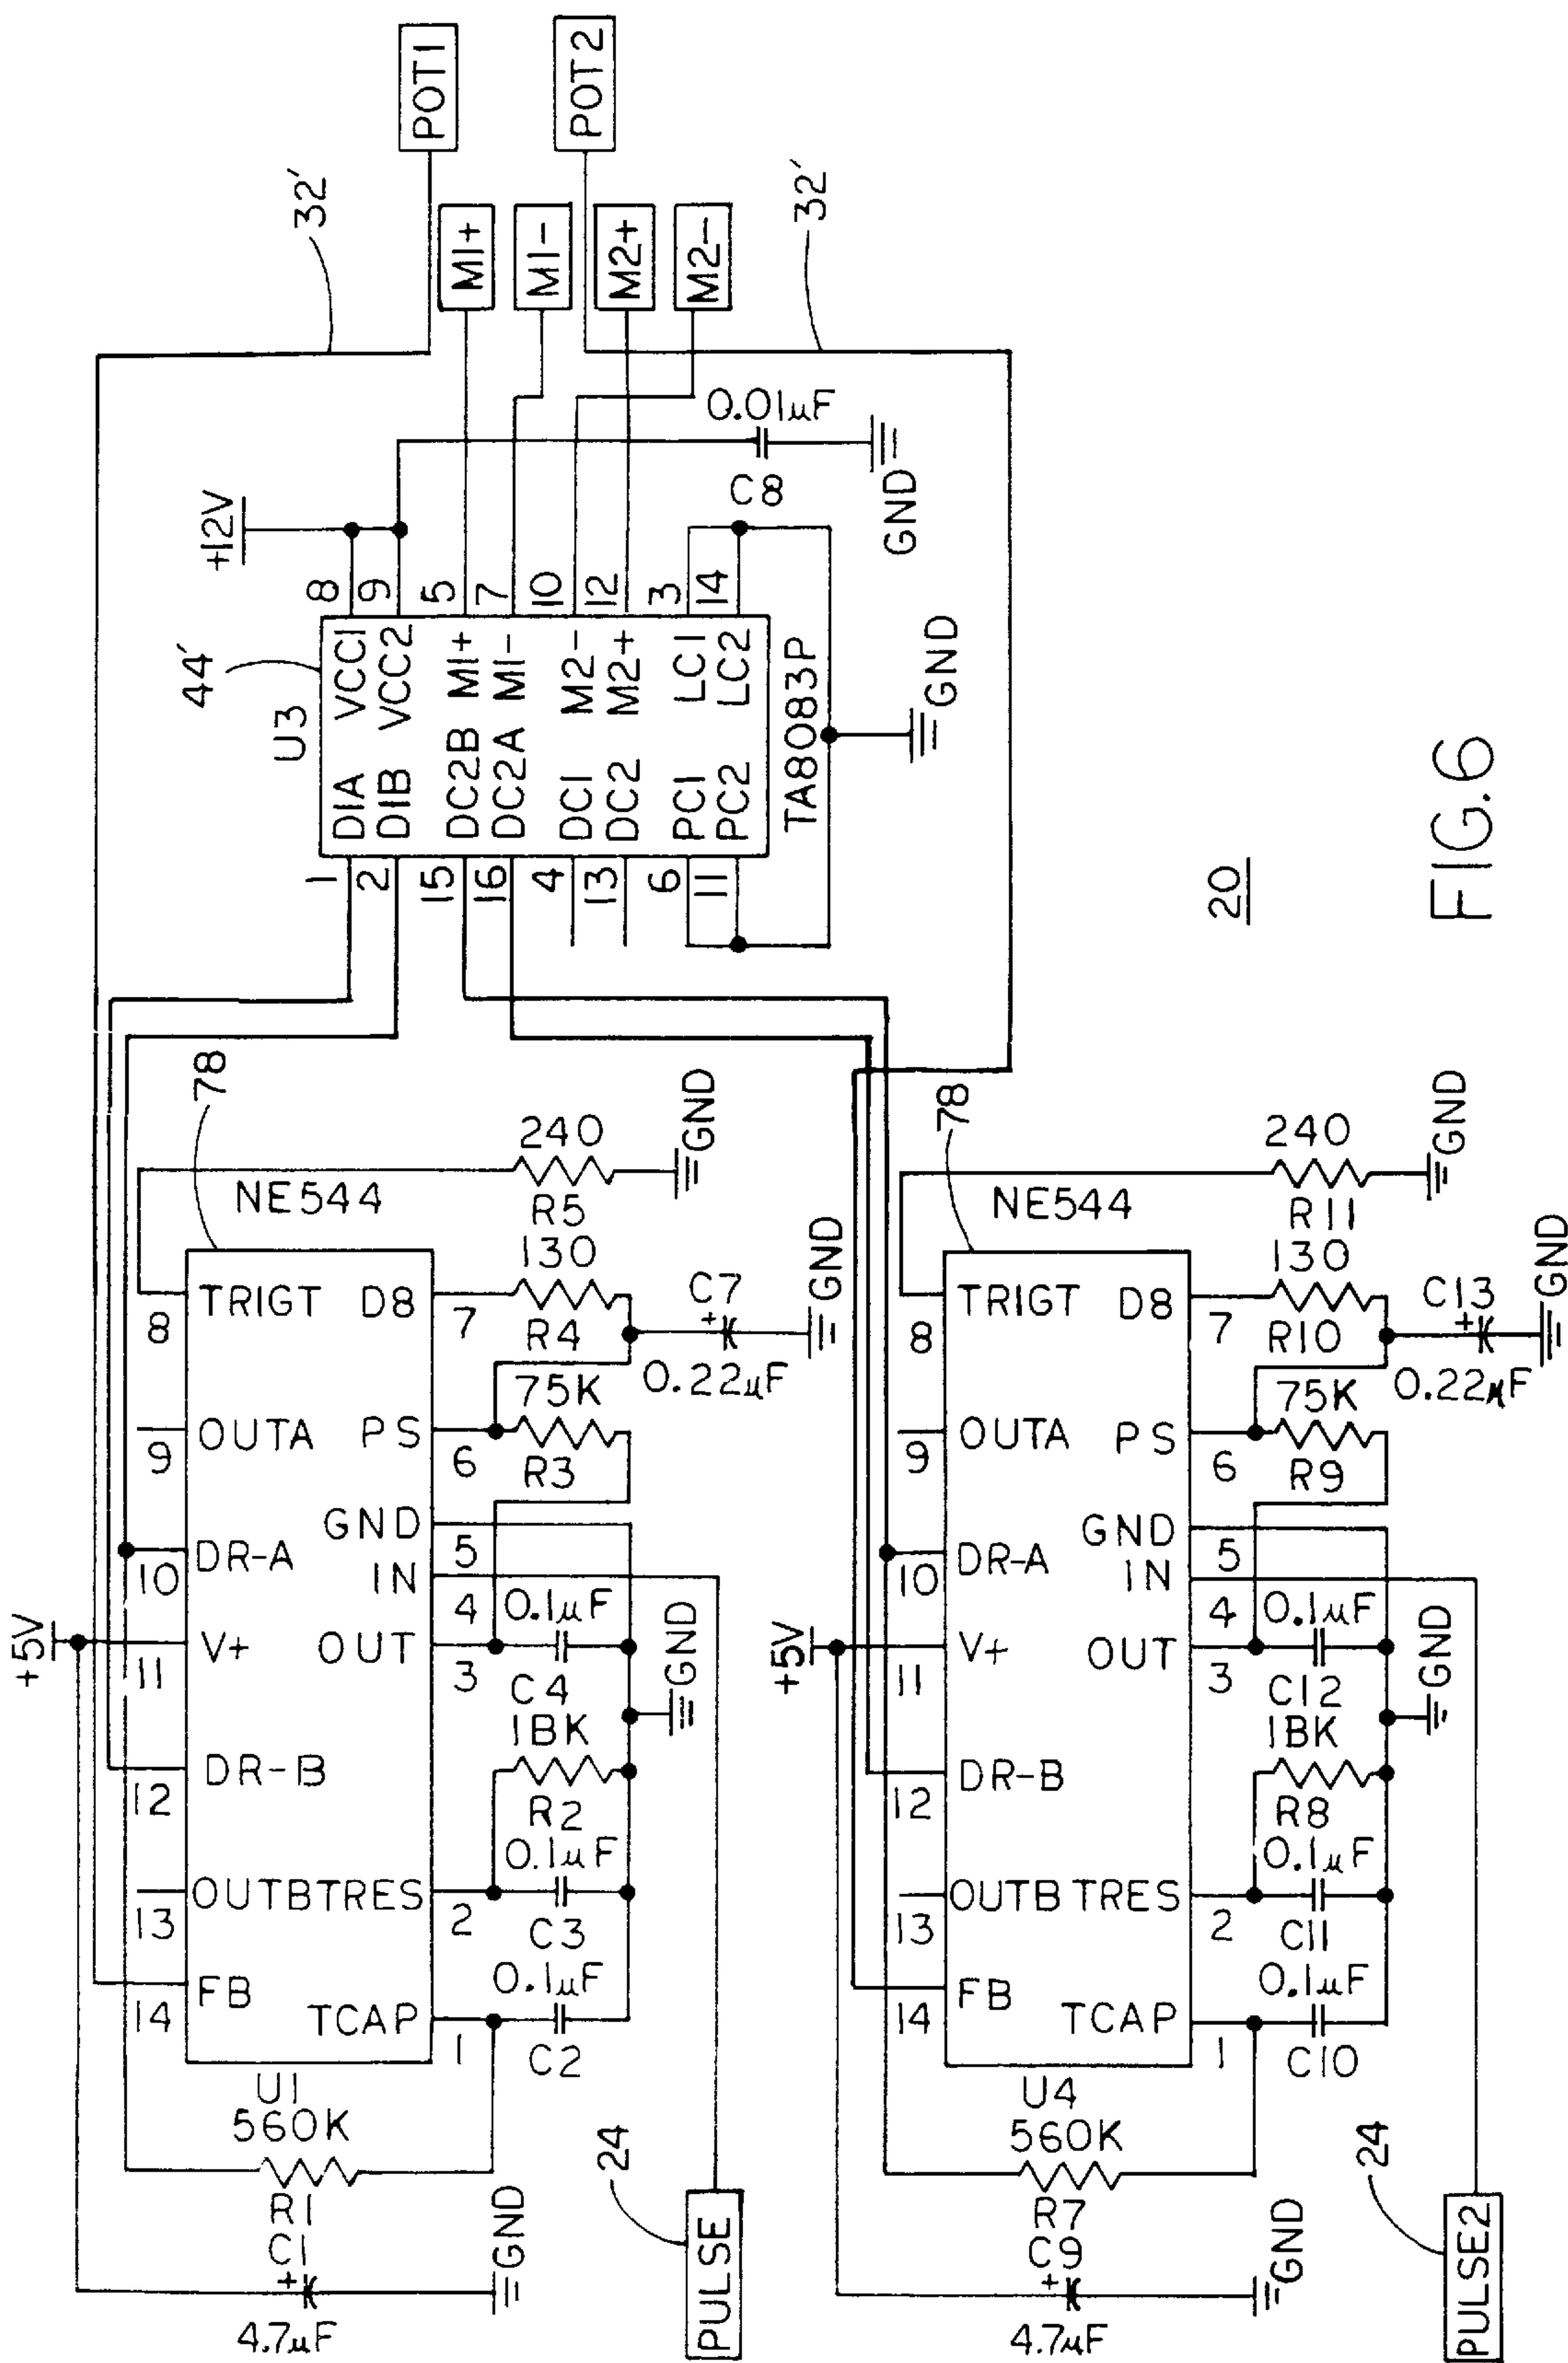 +5V
4.7µF
+
C1
R1
560K
U1
GND
14
FB
13
OUTB
12
DR-B
11
V+
10
DR-A
9
OUTA
8
TRIGT
TCAP
1
TRES
2
OUT
3
IN
4
GND
5
PS
6
D8
7
NE544
78
C2
0.1µF
C3
0.1µF
R2
1BK
C4
0.1µF
GND
R3
75K
R4
130
R5
240
GND
C7
+
0.22µF
GND
24
PULSE
+5V
4.7µF
+
C9
R7
560K
U4
GND
14
FB
13
OUTB
12
DR-B
11
V+
10
DR-A
9
OUTA
8
TRIGT
TCAP
1
TRES
2
OUT
3
IN
4
GND
5
PS
6
D8
7
NE544
78
C10
0.1µF
C11
0.1µF
R8
1BK
C12
0.1µF
GND
R9
75K
R10
130
R11
240
GND
C13
+
0.22µF
GND
24
PULSE2
U3
44'
1 DIA VCC1 8
2 DIB VCC2 9
15 DC2B M1+ 5
16 DC2A M1- 7
4 DC1 M2- 10
13 DC2 M2+ 12
6 PC1 LC1 3
11 PC2 LC2 14
TA8083P
GND
+12V
C8
0.01µF
GND
32'
POT1
M1+
M1-
POT2
M2+
M2-
32'
20
FIG.6